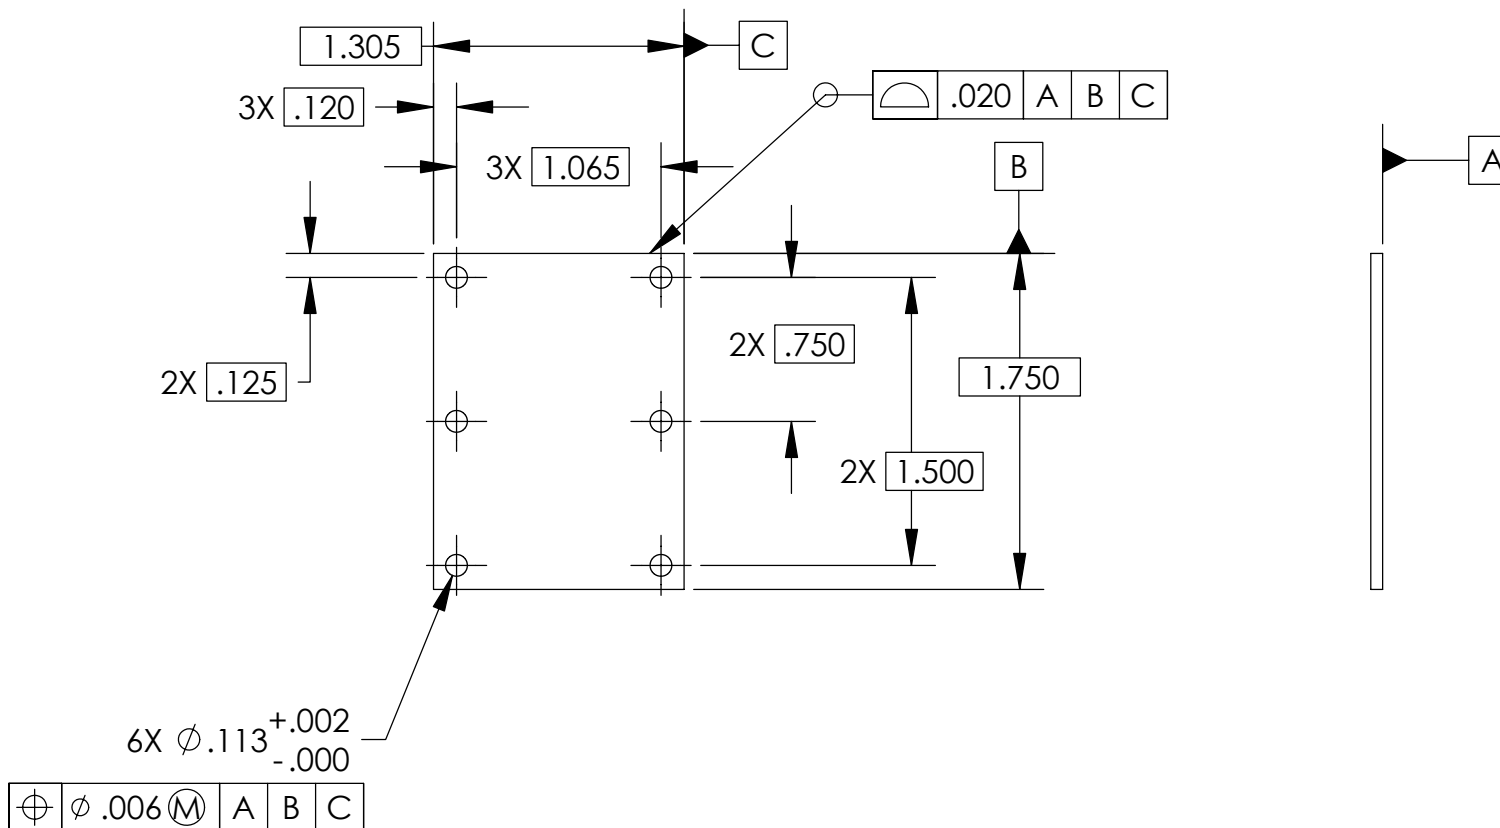 1.305
C
3X .120
.020 A B C
3X 1.065
B
A
2X .750
2X .125
1.750
2X 1.500
+.002
6X ⌀.113
-.000
⌖ ⌀ .006 Ⓜ A B C